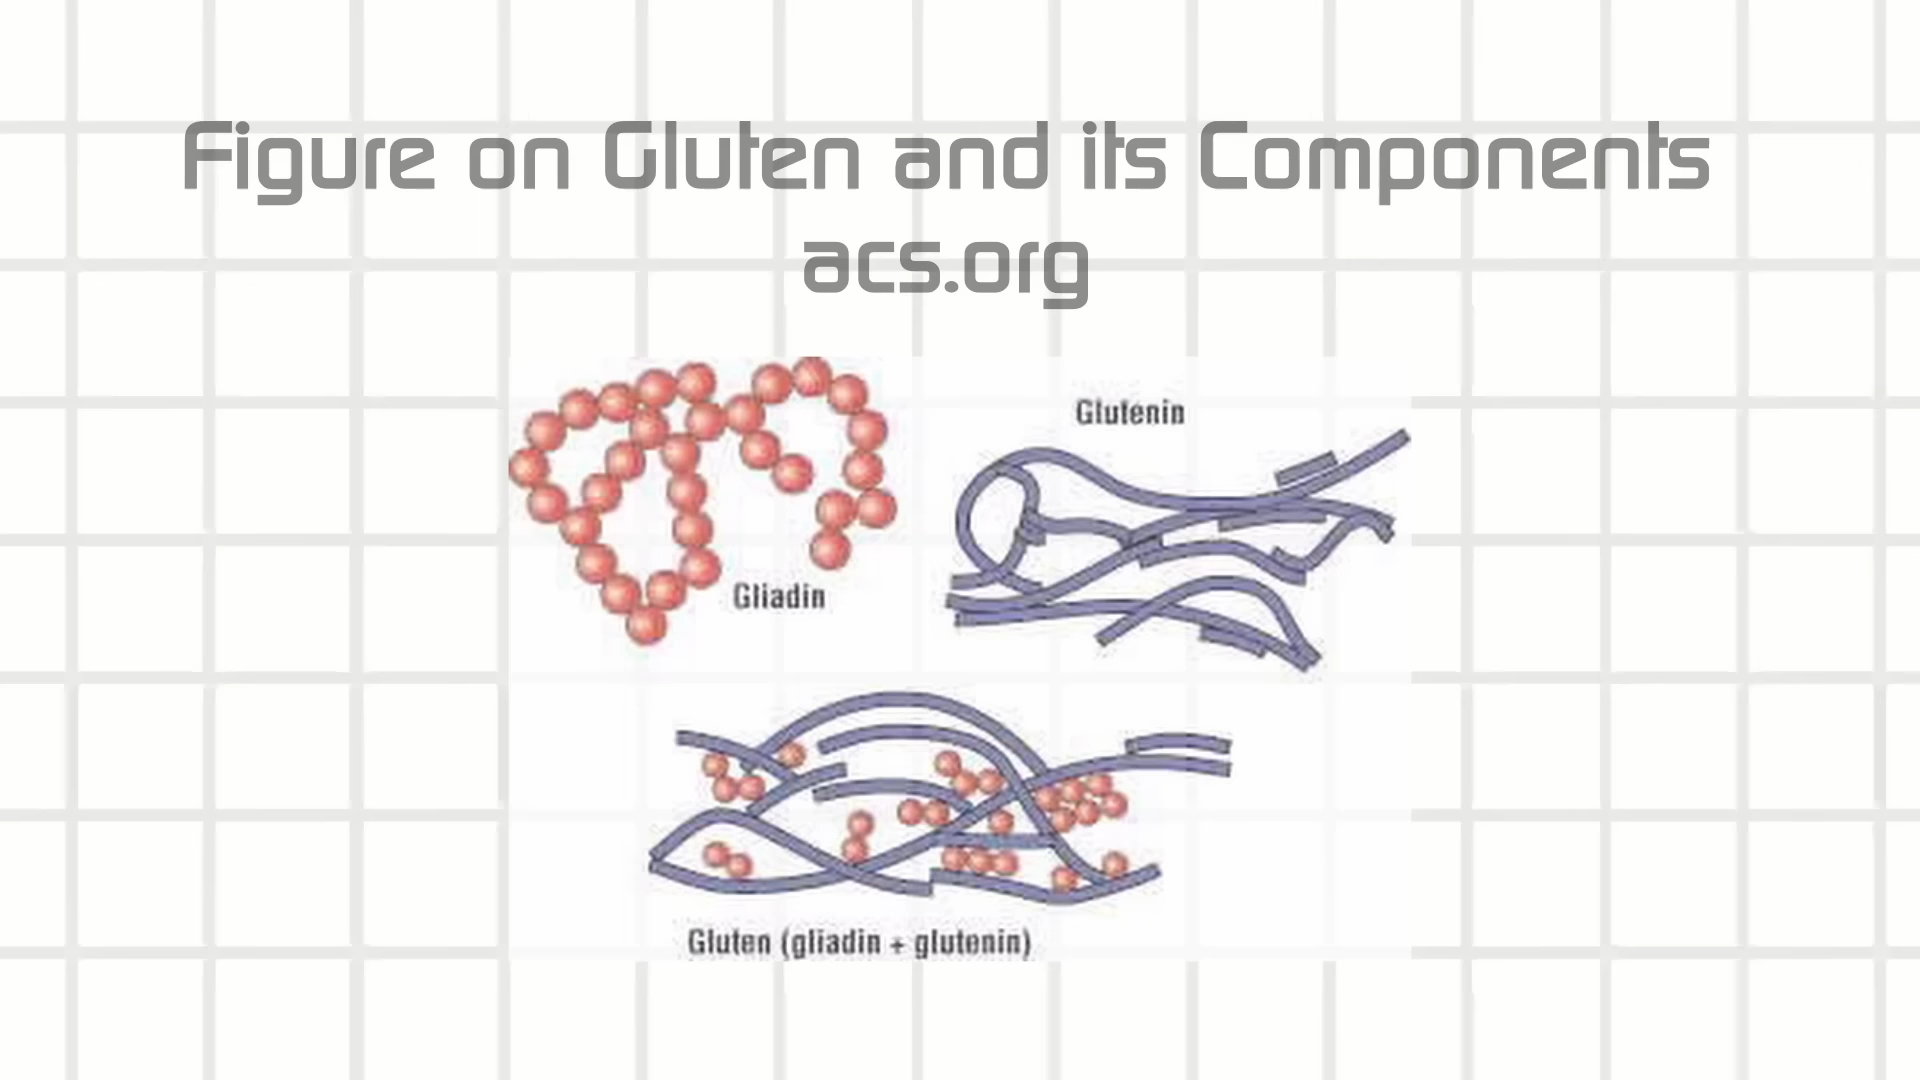 Figure on Gluten and its Components
acs.org
Glutenin
Gliadin
Gluten (gliadin + glutenin)